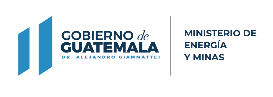 GOBIERNO de
GUATEMALA
DR. ALEJANDRO GIAMMATTEI
MINISTERIO DE
ENERGÍA
Y MINAS